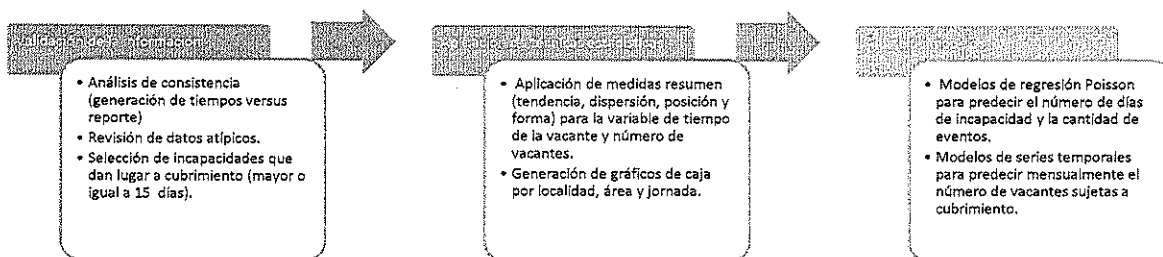 Validación de la información
• Análisis de consistencia
(generación de tiempos versus
reporte)
• Revisión de datos atípicos.
• Selección de incapacidades que
dan lugar a cubrimiento (mayor o
igual a 15 días).
• Aplicación de medidas resumen
(tendencia, dispersión, posición y
forma) para la variable de tiempo
de la vacante y número de
vacantes.
• Generación de gráficos de caja
por localidad, área y jornada.
• Modelos de regresión Poisson
para predecir el número de días
de incapacidad y la cantidad de
eventos.
• Modelos de series temporales
para predecir mensualmente el
número de vacantes sujetas a
cubrimiento.